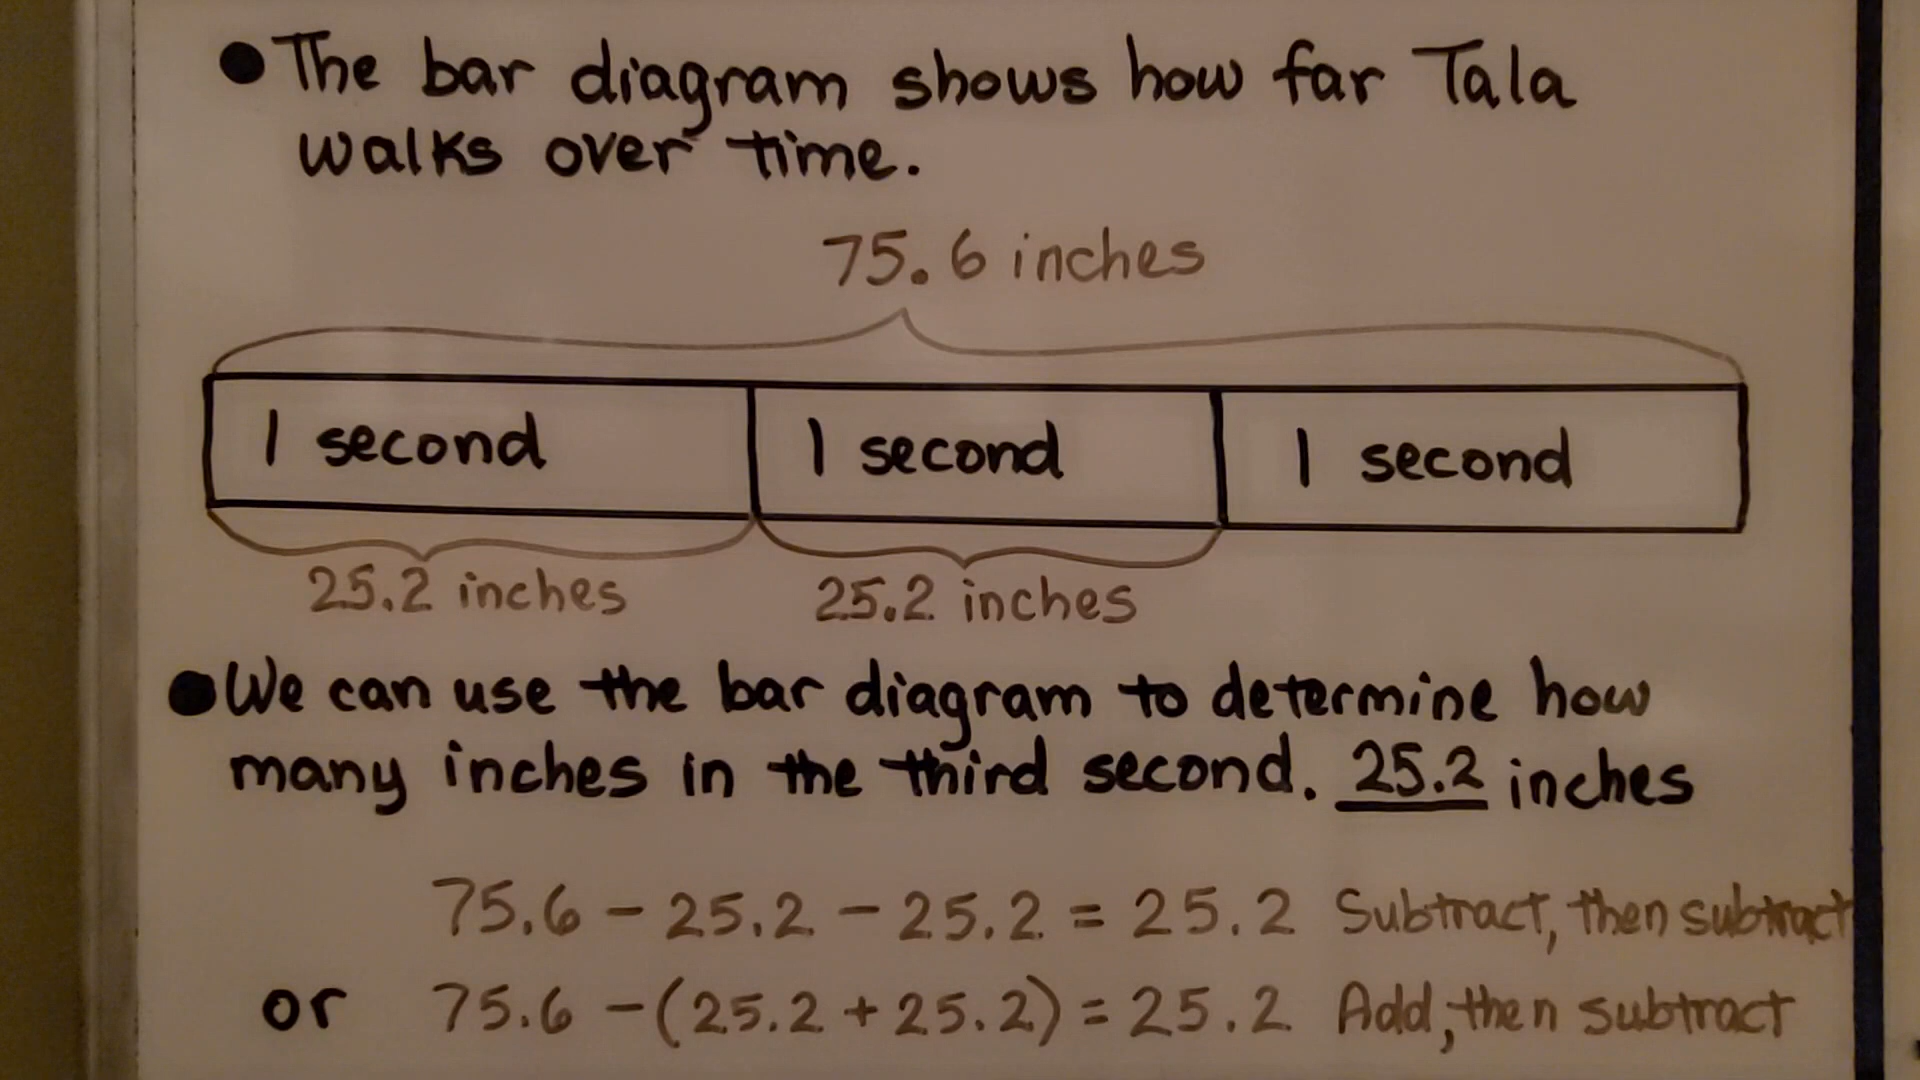 ● The bar diagram shows how far Tala
walks over time.
75.6 inches
1 second 1 second 1 second
25.2 inches 25.2 inches
● We can use the bar diagram to determine how
many inches in the third second. 25.2 inches
75.6 - 25.2 - 25.2 = 25.2 Subtract, then subtract
or 75.6 - (25.2 + 25.2) = 25.2 Add, then subtract